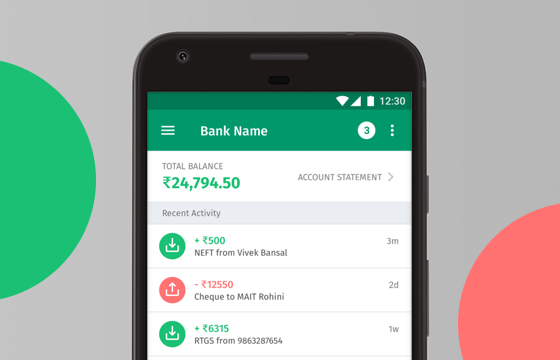 12:30
Bank Name
3
TOTAL BALANCE
₹24,794.50
ACCOUNT STATEMENT
Recent Activity
+ ₹500
3m
NEFT from Vivek Bansal
- ₹12550
2d
Cheque to MAIT Rohini
+ ₹6315
1w
RTGS from 9863287654